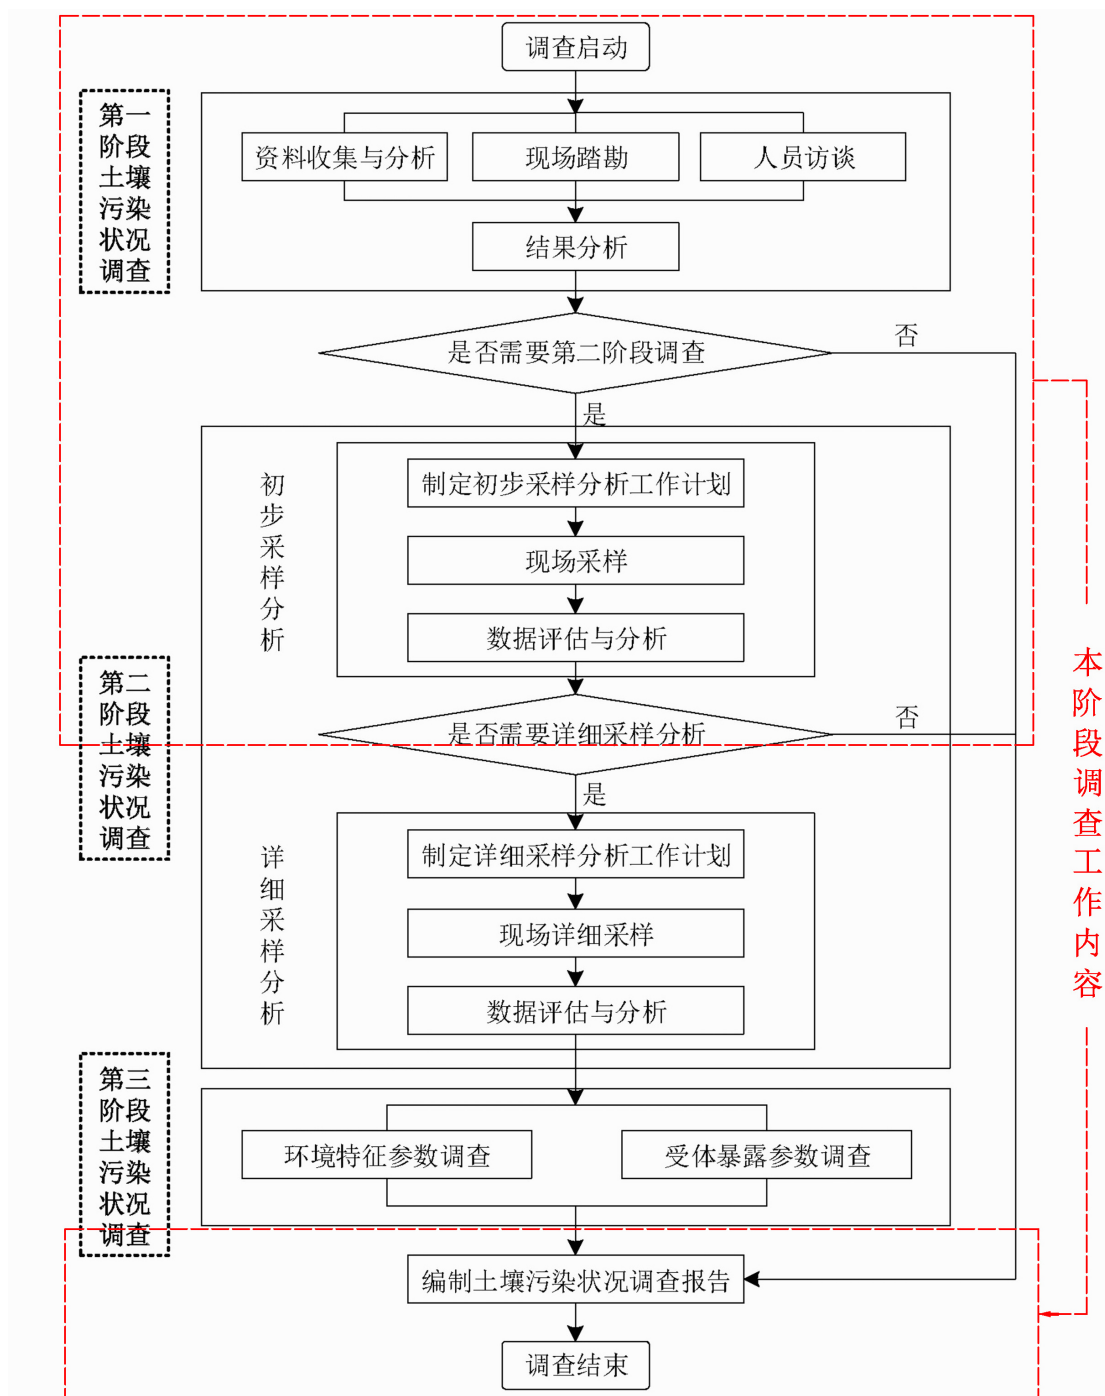 调查启动
第一
阶段
土壤
污染
状况
调查
资料收集与分析
现场踏勘
人员访谈
结果分析
是否需要第二阶段调查
否
是
初步采样分析
制定初步采样分析工作计划
现场采样
数据评估与分析
第二
阶段
土壤
污染
状况
调查
是否需要详细采样分析
否
是
详细采样分析
制定详细采样分析工作计划
现场详细采样
数据评估与分析
本阶段调查工作内容
第三
阶段
土壤
污染
状况
调查
环境特征参数调查
受体暴露参数调查
编制土壤污染状况调查报告
调查结束